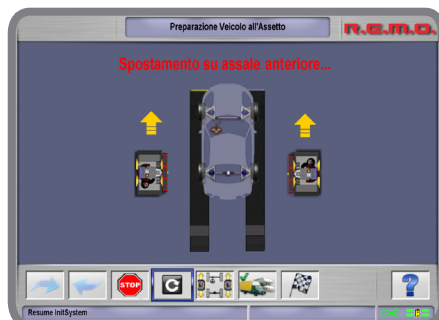 Preparazione Veicolo all'Assetto
R.E.M.O.
Spostamento su assale anteriore...
STOP
Resume InitSystem